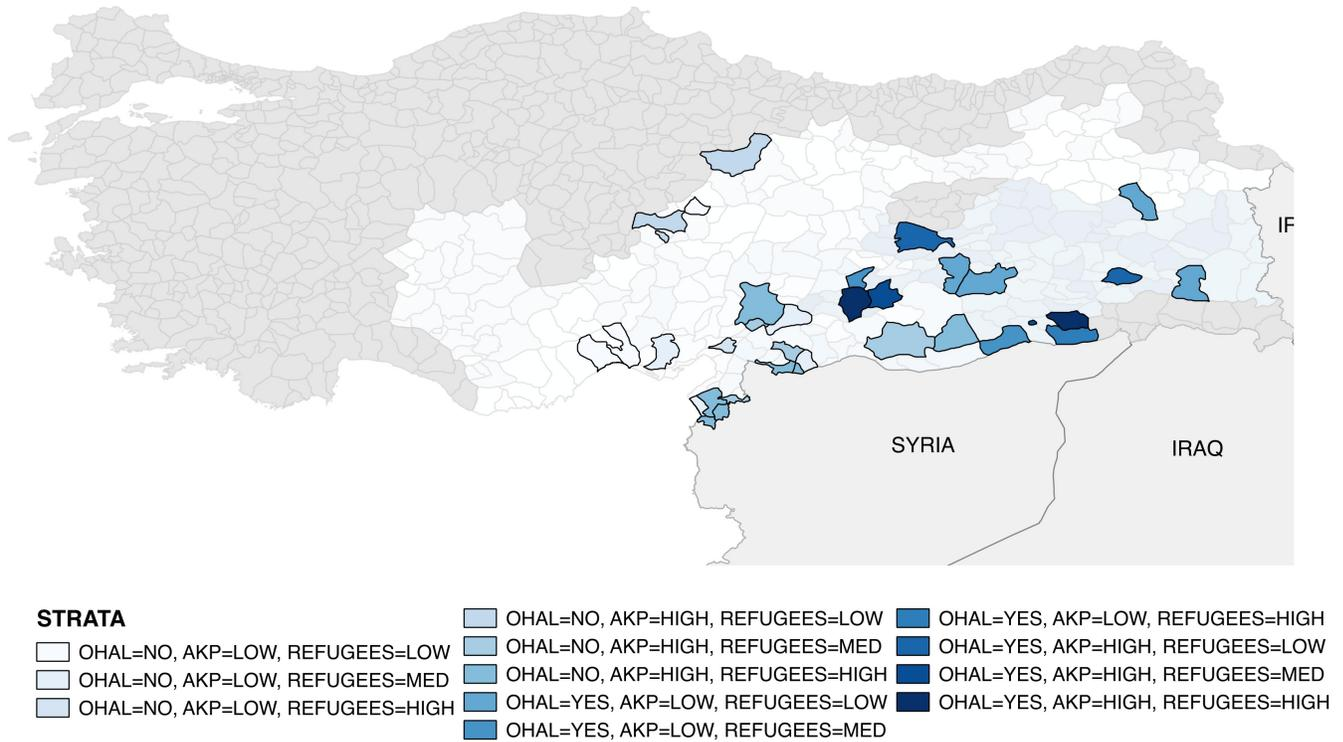 IR
SYRIA
IRAQ
STRATA
OHAL=NO, AKP=LOW, REFUGEES=LOW
OHAL=NO, AKP=LOW, REFUGEES=MED
OHAL=NO, AKP=LOW, REFUGEES=HIGH
OHAL=NO, AKP=HIGH, REFUGEES=LOW
OHAL=NO, AKP=HIGH, REFUGEES=MED
OHAL=NO, AKP=HIGH, REFUGEES=HIGH
OHAL=YES, AKP=LOW, REFUGEES=LOW
OHAL=YES, AKP=LOW, REFUGEES=MED
OHAL=YES, AKP=LOW, REFUGEES=HIGH
OHAL=YES, AKP=HIGH, REFUGEES=LOW
OHAL=YES, AKP=HIGH, REFUGEES=MED
OHAL=YES, AKP=HIGH, REFUGEES=HIGH